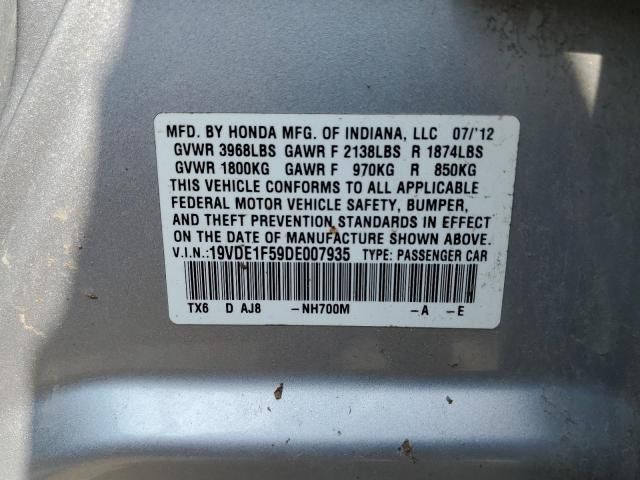 MFD. BY HONDA MFG. OF INDIANA, LLC 07/'12
GVWR 3968LBS GAWR F 2138LBS R 1874LBS
GVWR 1800KG GAWR F 970KG R 850KG
THIS VEHICLE CONFORMS TO ALL APPLICABLE
FEDERAL MOTOR VEHICLE SAFETY, BUMPER,
AND THEFT PREVENTION STANDARDS IN EFFECT
ON THE DATE OF MANUFACTURE SHOWN ABOVE.
V.I.N.:19VDE1F59DE007935 TYPE: PASSENGER CAR
TX6 D AJ8 -NH700M -A -E